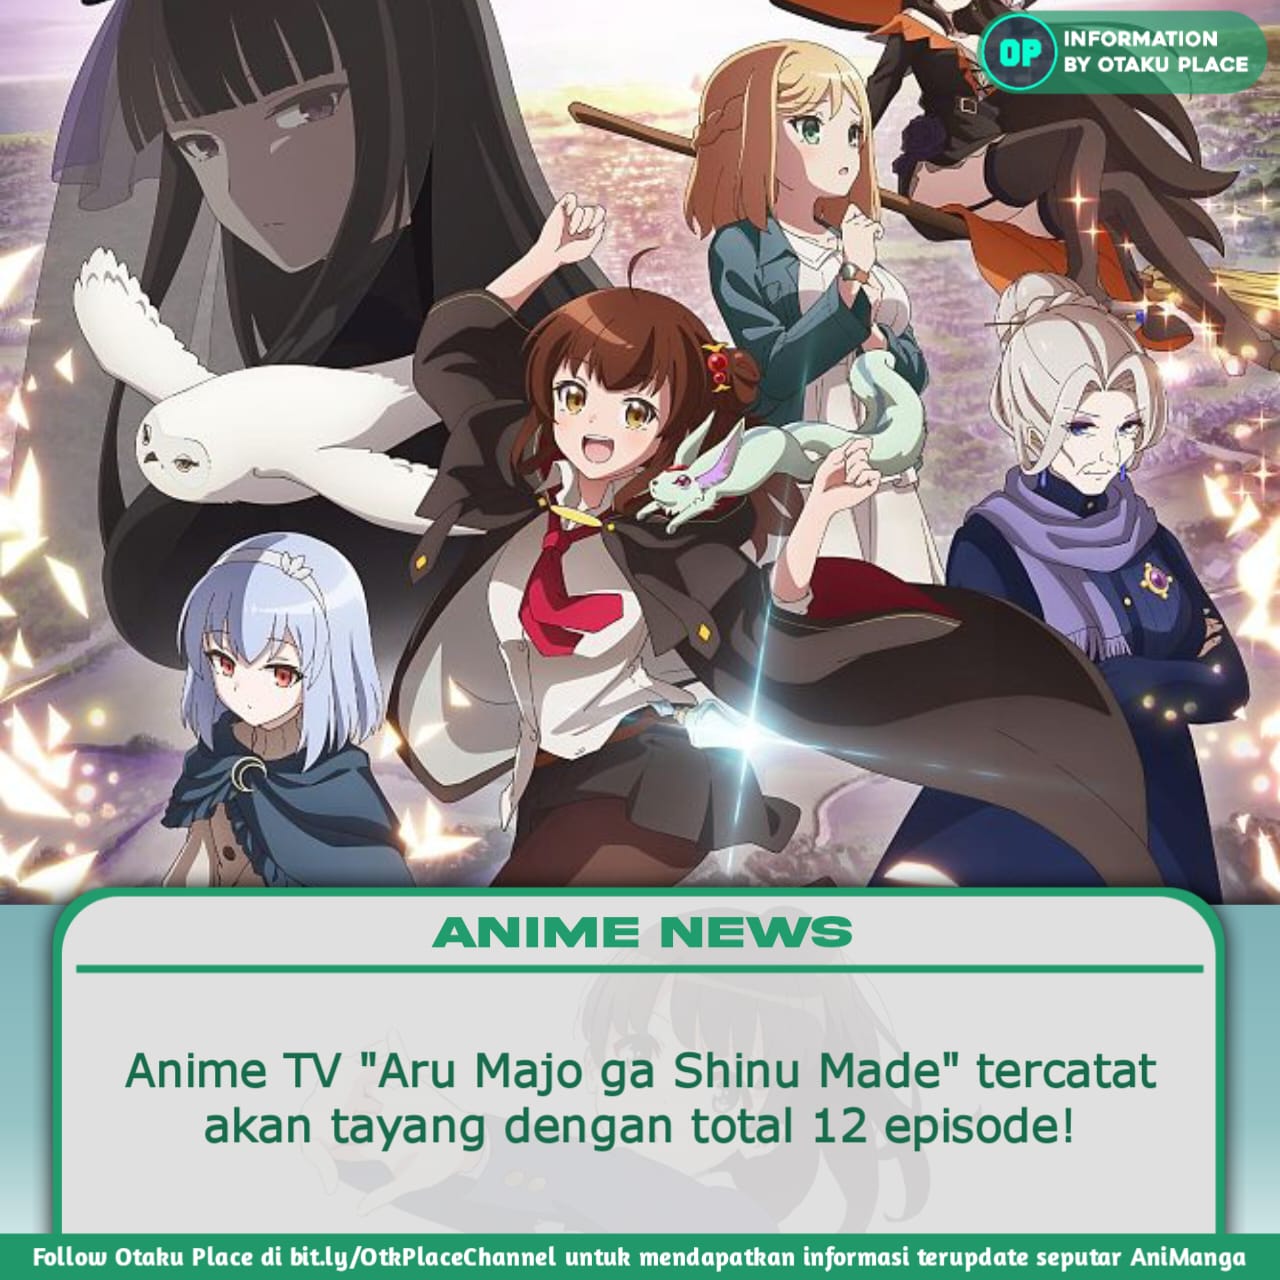 OP
INFORMATION
BY OTAKU PLACE
ANIME NEWS
Anime TV "Aru Majo ga Shinu Made" tercatat
akan tayang dengan total 12 episode!
Follow Otaku Place di bit.ly/OtkPlaceChannel untuk mendapatkan informasi terupdate seputar AniManga